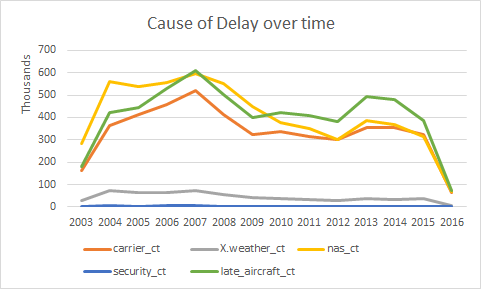 Cause of Delay over time
Thousands
700
600
500
400
300
200
100
0
2003 2004 2005 2006 2007 2008 2009 2010 2011 2012 2013 2014 2015 2016
carrier_ct X.weather_ct nas_ct
security_ct late_aircraft_ct